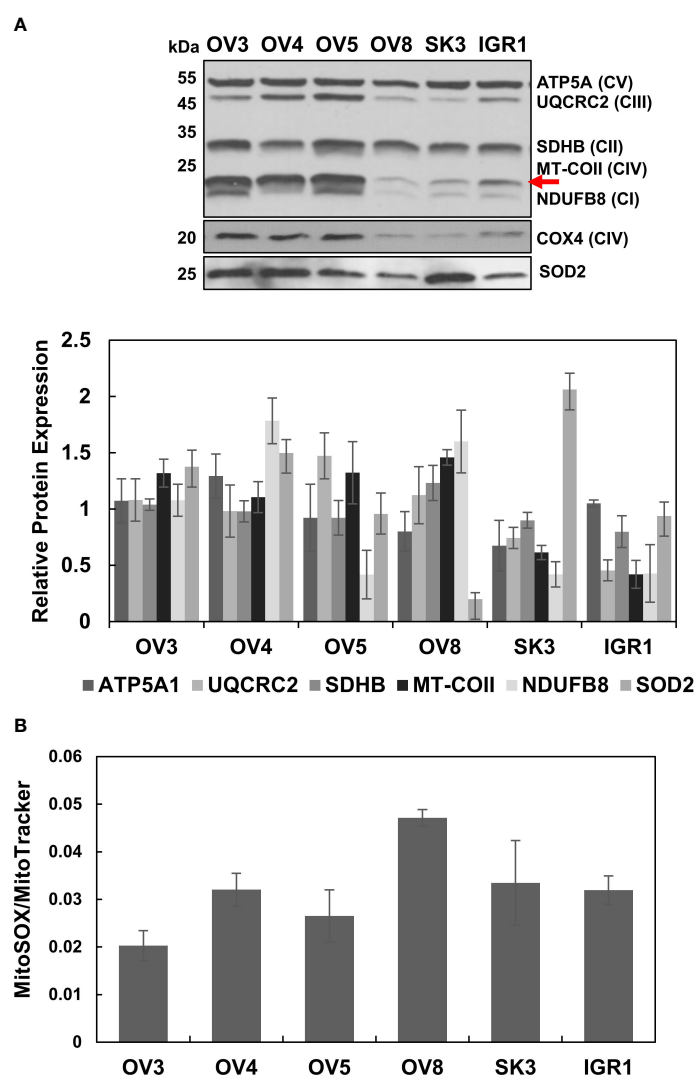 A
kDa OV3 OV4 OV5 OV8 SK3 IGR1
55 ATP5A (CV)
45 UQCRC2 (CIII)
35 SDHB (CII)
25 MT-COII (CIV)
NDUFB8 (CI)
20 COX4 (CIV)
25 SOD2
Relative Protein Expression
2.5
2
1.5
1
0.5
0
OV3 OV4 OV5 OV8 SK3 IGR1
ATP5A1 UQCRC2 SDHB MT-COII NDUFB8 SOD2
B
MitoSOX/MitoTracker
0.06
0.05
0.04
0.03
0.02
0.01
0
OV3 OV4 OV5 OV8 SK3 IGR1